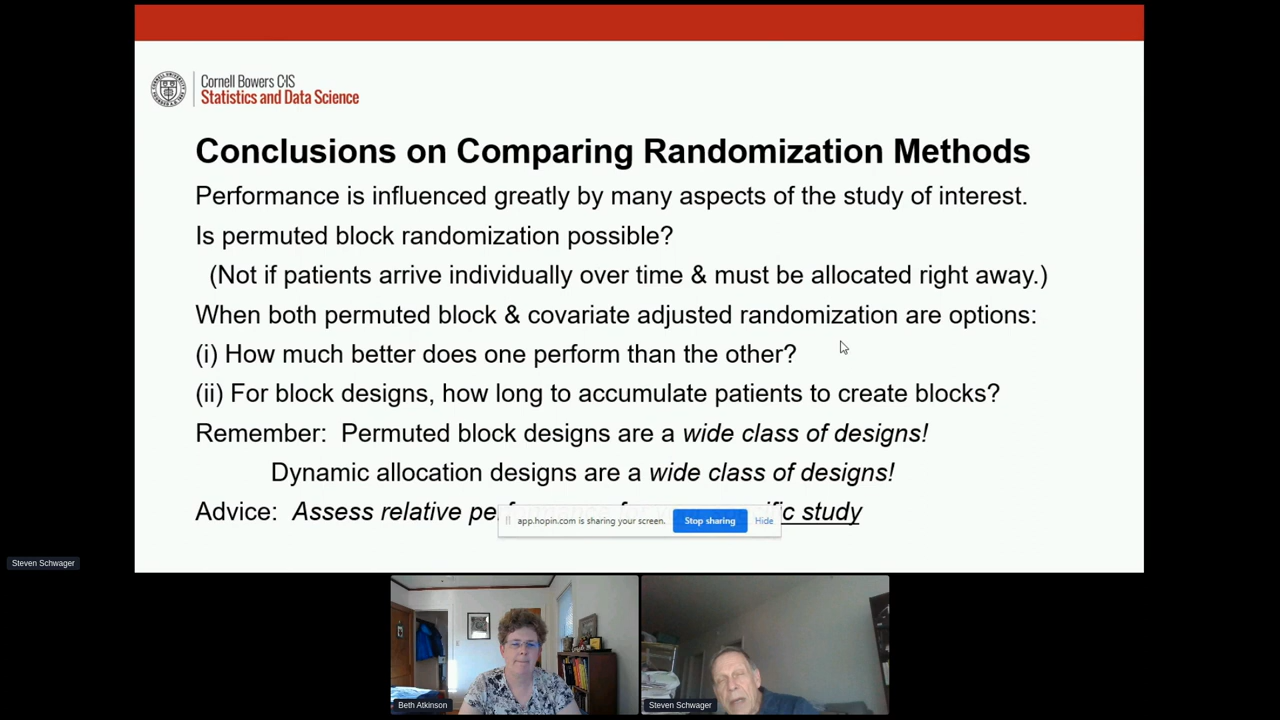 Cornell Bowers C·IS
Statistics and Data Science
Conclusions on Comparing Randomization Methods
Performance is influenced greatly by many aspects of the study of interest.
Is permuted block randomization possible?
(Not if patients arrive individually over time & must be allocated right away.)
When both permuted block & covariate adjusted randomization are options:
(i) How much better does one perform than the other?
(ii) For block designs, how long to accumulate patients to create blocks?
Remember: Permuted block designs are a wide class of designs!
Dynamic allocation designs are a wide class of designs!
Advice: Assess relative study
app.hopin.com is sharing your screen. Stop sharing Hide
Steven Schwager
Beth Atkinson
Steven Schwager